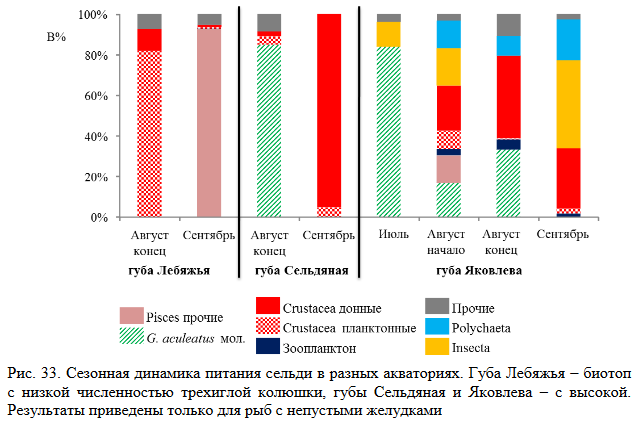 100%
B%
80%
60%
40%
20%
0%
Август конец Сентябрь Август конец Сентябрь Июль Август начало Август конец Сентябрь
губа Лебяжья губа Сельдяная губа Яковлева
Pisces прочие Crustacea донные Прочие
G. aculeatus мол. Crustacea планктонные Polychaeta
Зоопланктон Insecta
Рис. 33. Сезонная динамика питания сельди в разных акваториях. Губа Лебяжья – биотоп
с низкой численностью трехиглой колюшки, губы Сельдяная и Яковлева – с высокой.
Результаты приведены только для рыб с непустыми желудками